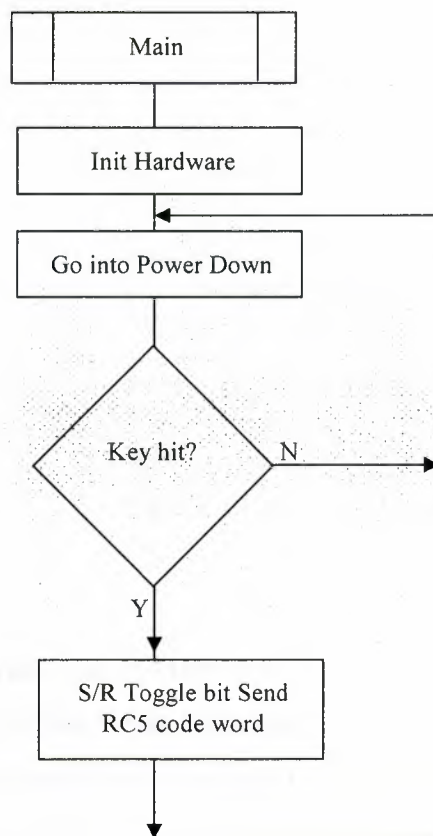 Main
Init Hardware
Go into Power Down
Key hit?
N
Y
S/R Toggle bit Send
RC5 code word